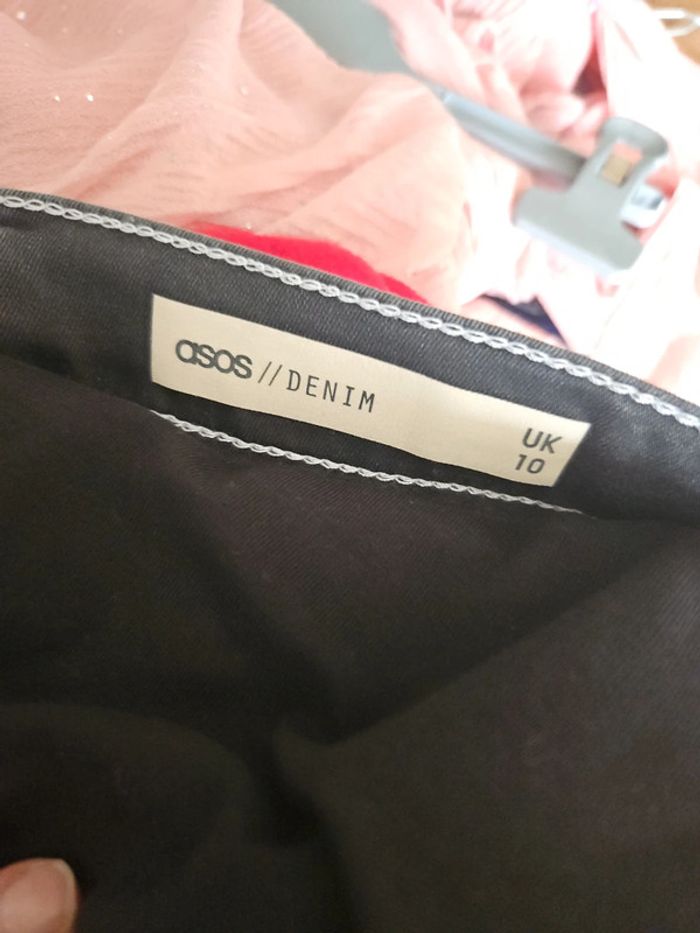 asos // DENIM
UK
10